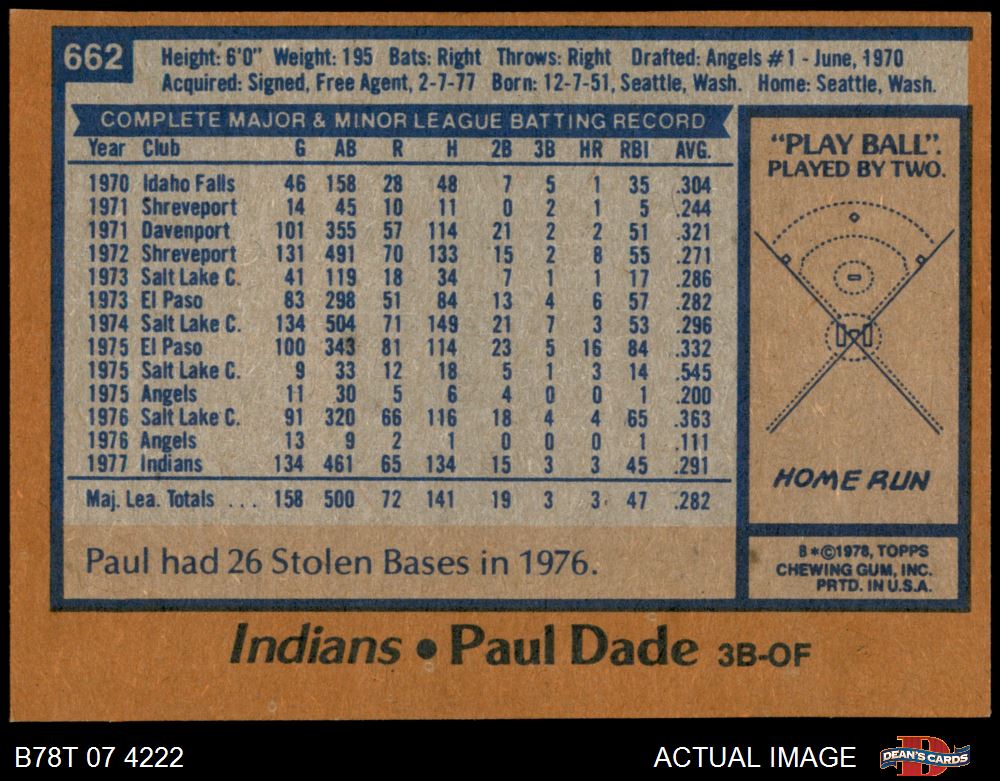 662
Height: 6'0" Weight: 195 Bats: Right Throws: Right Drafted: Angels #1 - June, 1970
Acquired: Signed, Free Agent, 2-7-77 Born: 12-7-51, Seattle, Wash. Home: Seattle, Wash.
COMPLETE MAJOR & MINOR LEAGUE BATTING RECORD
Year Club G AB R H 2B 3B HR RBI AVG.
1970 Idaho Falls 46 158 28 48 7 5 1 35 .304
1971 Shreveport 14 45 10 11 0 2 1 5 .244
1971 Davenport 101 355 57 114 21 2 2 51 .321
1972 Shreveport 131 491 70 133 15 2 8 55 .271
1973 Salt Lake C. 41 119 18 34 7 1 1 17 .286
1973 El Paso 83 298 51 84 13 4 6 57 .282
1974 Salt Lake C. 134 504 71 149 21 7 3 53 .296
1975 El Paso 100 343 81 114 23 5 16 84 .332
1975 Salt Lake C. 9 33 12 18 5 1 3 14 .545
1975 Angels 11 30 5 6 4 0 0 1 .200
1976 Salt Lake C. 91 320 66 116 18 4 4 65 .363
1976 Angels 13 9 2 1 0 0 0 1 .111
1977 Indians 134 461 65 134 15 3 3 45 .291
Maj. Lea. Totals . . . 158 500 72 141 19 3 3 47 .282
Paul had 26 Stolen Bases in 1976.
"PLAY BALL".
PLAYED BY TWO.
HOME RUN
B*©1978, TOPPS
CHEWING GUM, INC.
PRTD. IN U.S.A.
Indians • Paul Dade 3B-OF
B78T 07 4222
ACTUAL IMAGE
D
DEAN'S CARDS